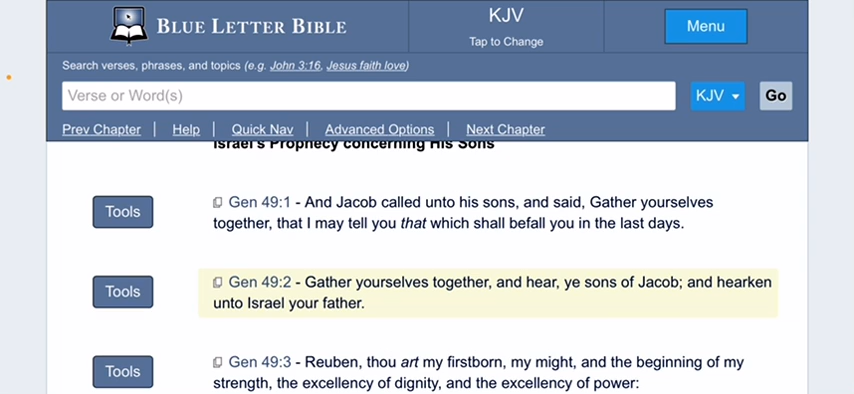 BLUE LETTER BIBLE
KJV
Tap to Change
Menu
Search verses, phrases, and topics (e.g. John 3:16, Jesus faith love)
Verse or Word(s)
KJV
Go
Prev Chapter | Help | Quick Nav | Advanced Options | Next Chapter
Israel's Prophecy concerning His Sons
Tools
Gen 49:1 - And Jacob called unto his sons, and said, Gather yourselves
together, that I may tell you that which shall befall you in the last days.
Tools
Gen 49:2 - Gather yourselves together, and hear, ye sons of Jacob; and hearken
unto Israel your father.
Tools
Gen 49:3 - Reuben, thou art my firstborn, my might, and the beginning of my
strength, the excellency of dignity, and the excellency of power: